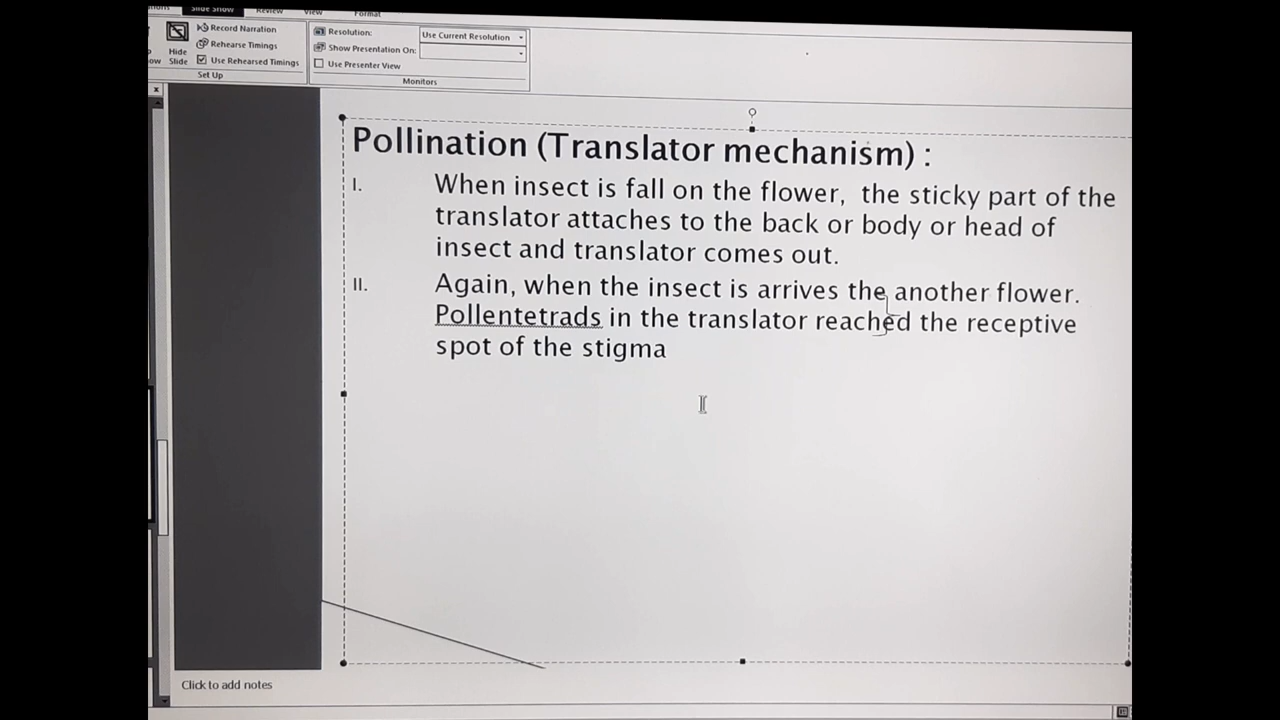 Slide Show Review View Format
Record Narration
Rehearse Timings
Use Rehearsed Timings
Hide
Slide
Set Up
Resolution:
Use Current Resolution
Show Presentation On:
Use Presenter View
Monitors
Pollination (Translator mechanism) :
I. When insect is fall on the flower, the sticky part of the
translator attaches to the back or body or head of
insect and translator comes out.
II. Again, when the insect is arrives the another flower.
Pollentetrads in the translator reached the receptive
spot of the stigma
Click to add notes